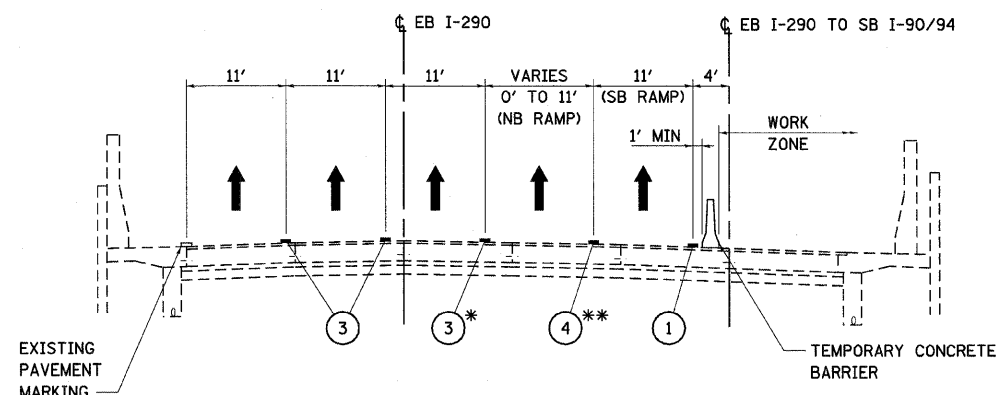 ℄ EB I-290
℄ EB I-290 TO SB I-90/94
11'
11'
11'
VARIES
0' TO 11'
(NB RAMP)
11'
(SB RAMP)
4'
1' MIN
WORK
ZONE
3
3*
4**
1
EXISTING
PAVEMENT
MARKING
TEMPORARY CONCRETE
BARRIER